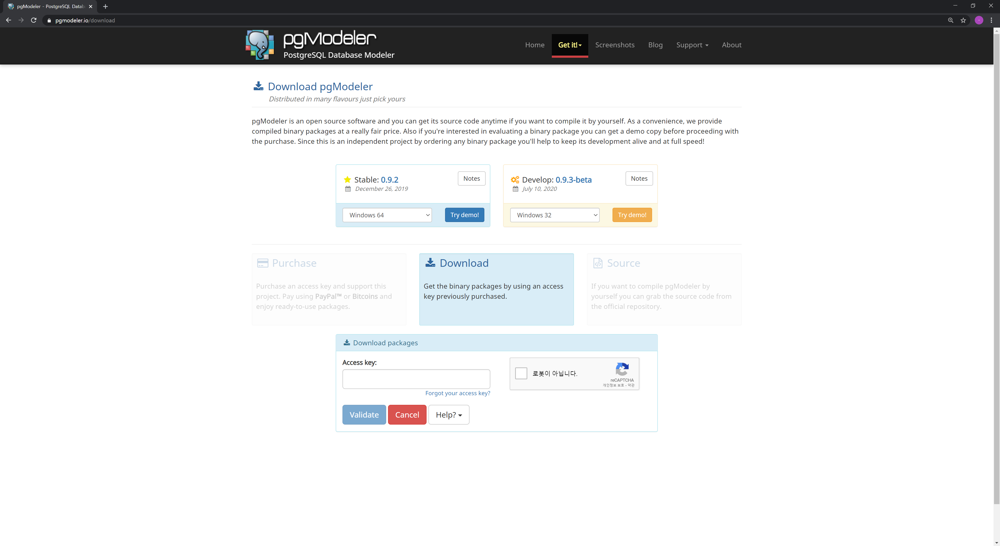 pgModeler - PostgreSQL Datab
pgmodeler.io/download
pgModeler
PostgreSQL Database Modeler
Home
Get it!
Screenshots
Blog
Support
About
Download pgModeler
Distributed in many flavours just pick yours
pgModeler is an open source software and you can get its source code anytime if you want to compile it by yourself. As a convenience, we provide
compiled binary packages at a really fair price. Also if you're interested in evaluating a binary package you can get a demo copy before proceeding with
the purchase. Since this is an independent project by ordering any binary package you'll help to keep its development alive and at full speed!
Stable: 0.9.2
Notes
December 26, 2019
Windows 64
Try demo!
Develop: 0.9.3-beta
Notes
July 10, 2020
Windows 32
Try demo!
Purchase
Purchase an access key and support this
project. Pay using PayPal™ or Bitcoins and
enjoy ready-to-use packages.
Download
Get the binary packages by using an access
key previously purchased.
Source
If you want to compile pgModeler by
yourself you can grab the source code from
the official repository.
Download packages
Access key:
Forgot your access key?
로봇이 아닙니다.
reCAPTCHA
개인정보 보호 - 약관
Validate
Cancel
Help?